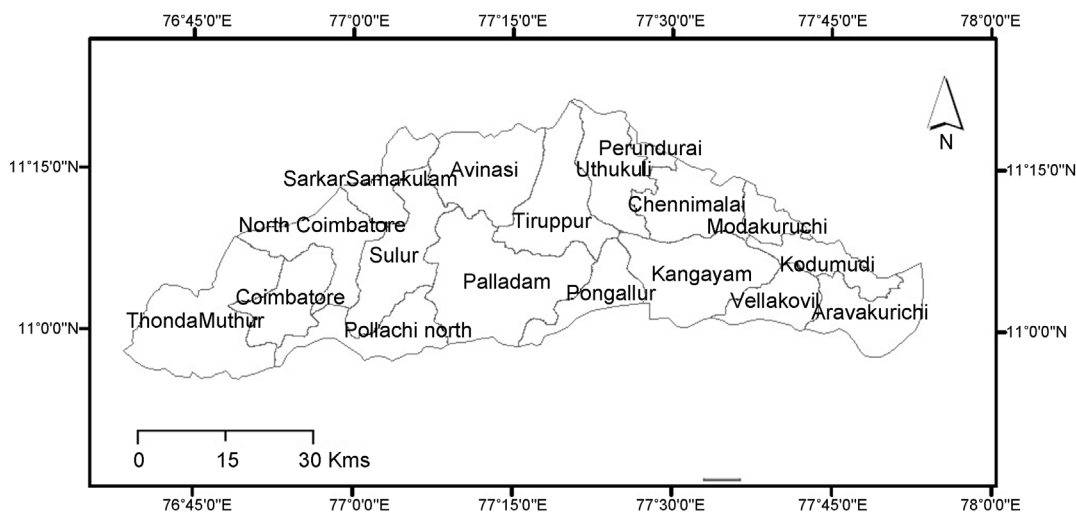 76°45'0"E 77°0'0"E 77°15'0"E 77°30'0"E 77°45'0"E 78°0'0"E
N
Perundurai
11°15'0"N SarkarSamakulam Avinasi Uthukuli 11°15'0"N
Chennimalai
North Coimbatore Tiruppur Modakuruchi
Sulur Kodumudi
Palladam Kangayam
Coimbatore Pongallur Vellakovil
ThondaMuthur Aravakurichi
11°0'0"N Pollachi north 11°0'0"N
0 15 30 Kms
76°45'0"E 77°0'0"E 77°15'0"E 77°30'0"E 77°45'0"E 78°0'0"E